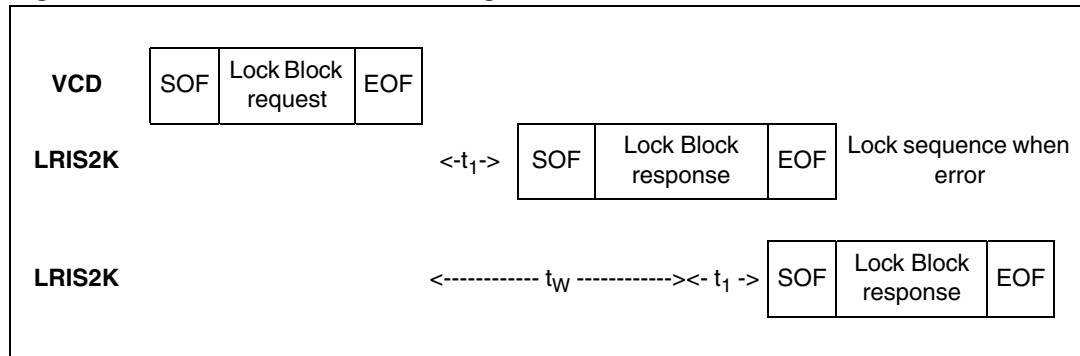 VCD SOF Lock Block request EOF
LRIS2K <-t1-> SOF Lock Block response EOF Lock sequence when error
LRIS2K <------------ tW ------------><- t1 -> SOF Lock Block response EOF